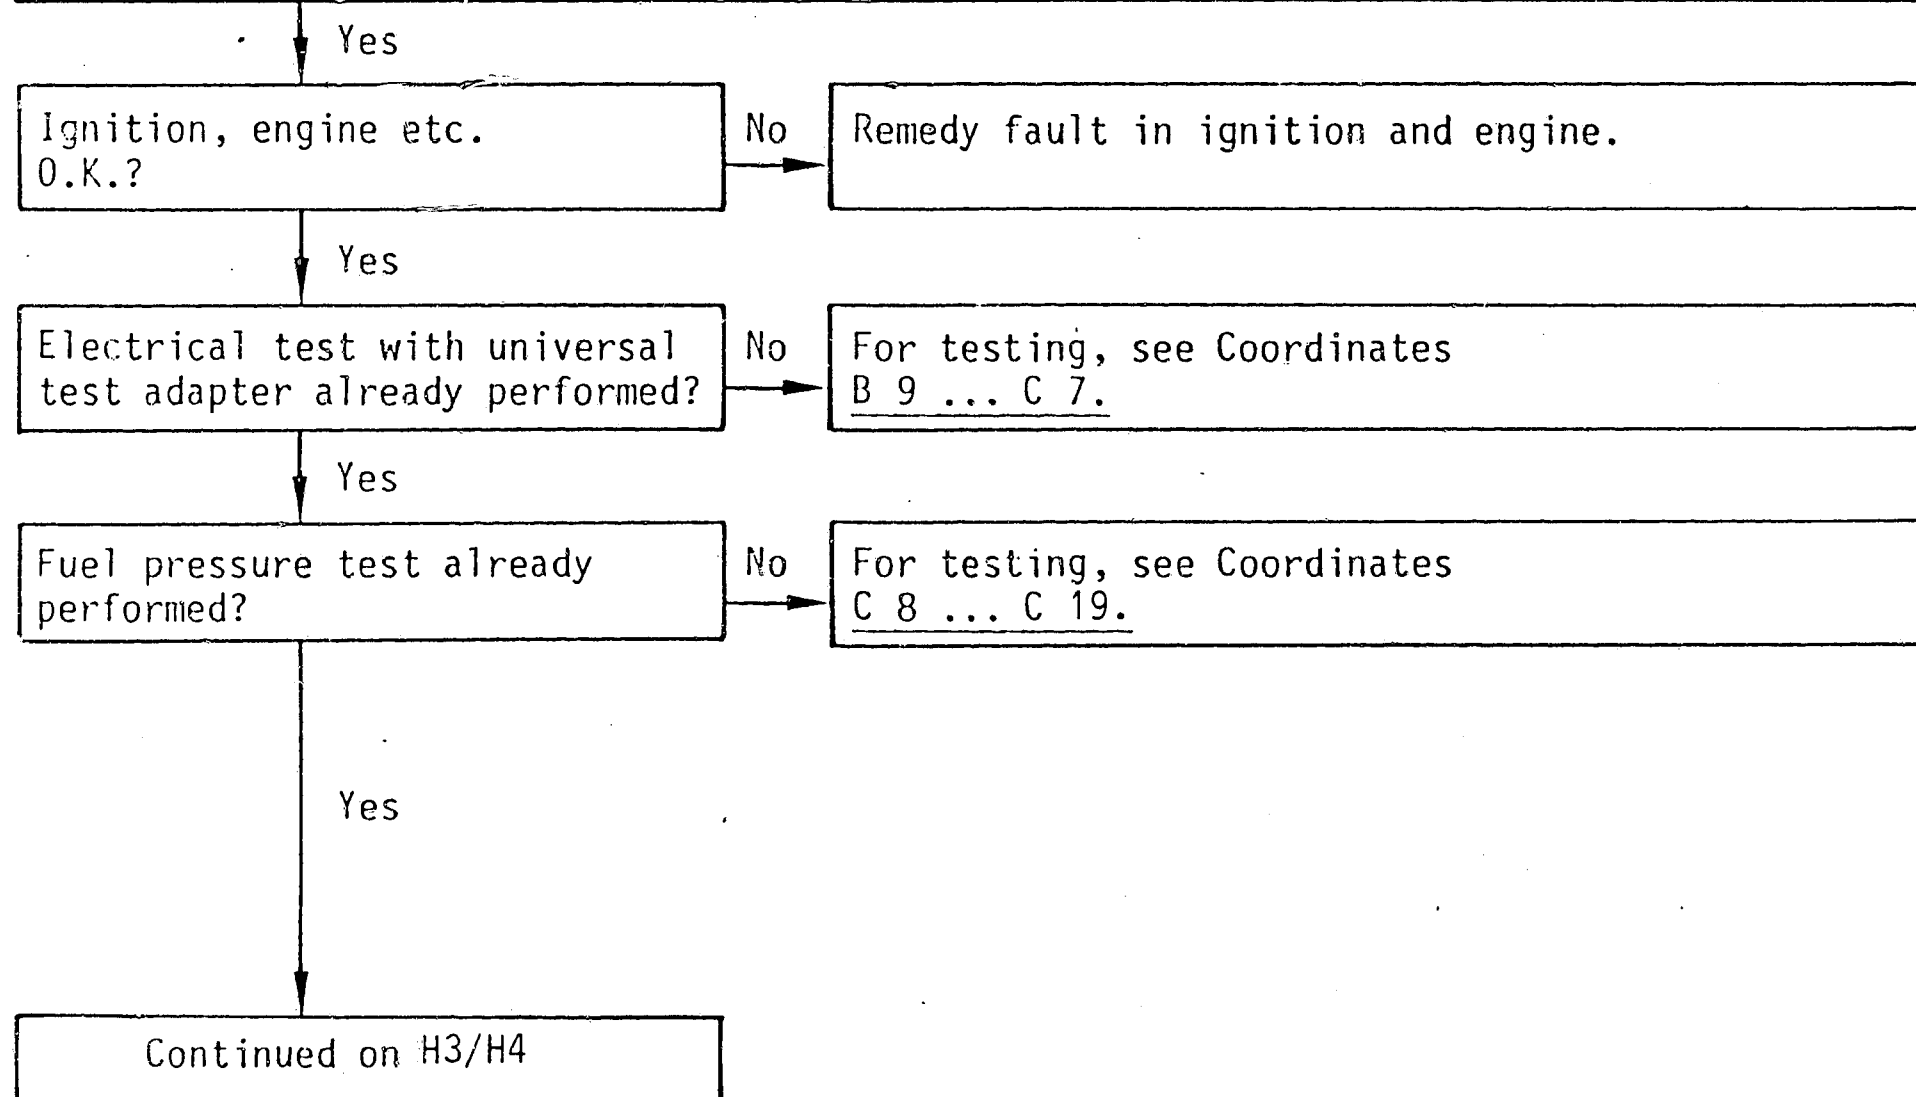 Yes
Ignition, engine etc.
O.K.?
No
Remedy fault in ignition and engine.
Yes
Electrical test with universal
test adapter already performed?
No
For testing, see Coordinates
B 9 ... C 7.
Yes
Fuel pressure test already
performed?
No
For testing, see Coordinates
C 8 ... C 19.
Yes
Continued on H3/H4